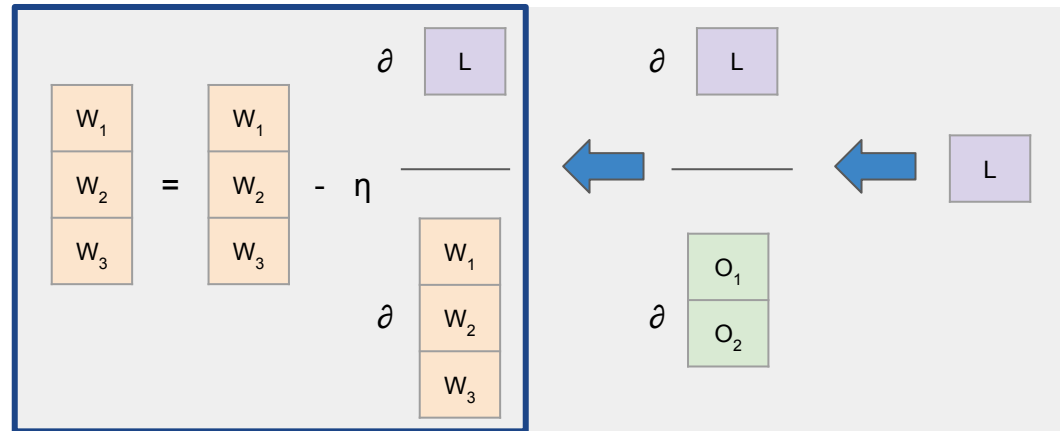 ∂ L ∂ L
W₁ W₁
W₂ = W₂ - η L
W₃ W₃
W₁ O₁
∂ W₂ ∂ O₂
W₃